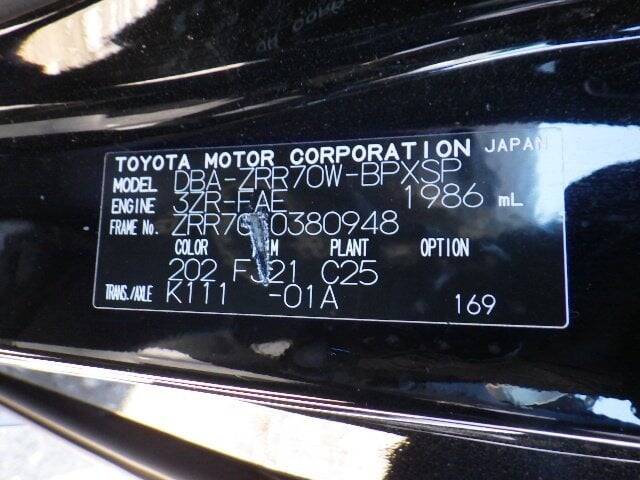 TOYOTA MOTOR CORPORATION JAPAN
MODEL DBA-ZRR70W-BPXSP
ENGINE 3ZR-FAE 1986 mL
FRAME No.
COLOR PLANT OPTION
202 C25
TRANS./AXLE K111 -01A 169